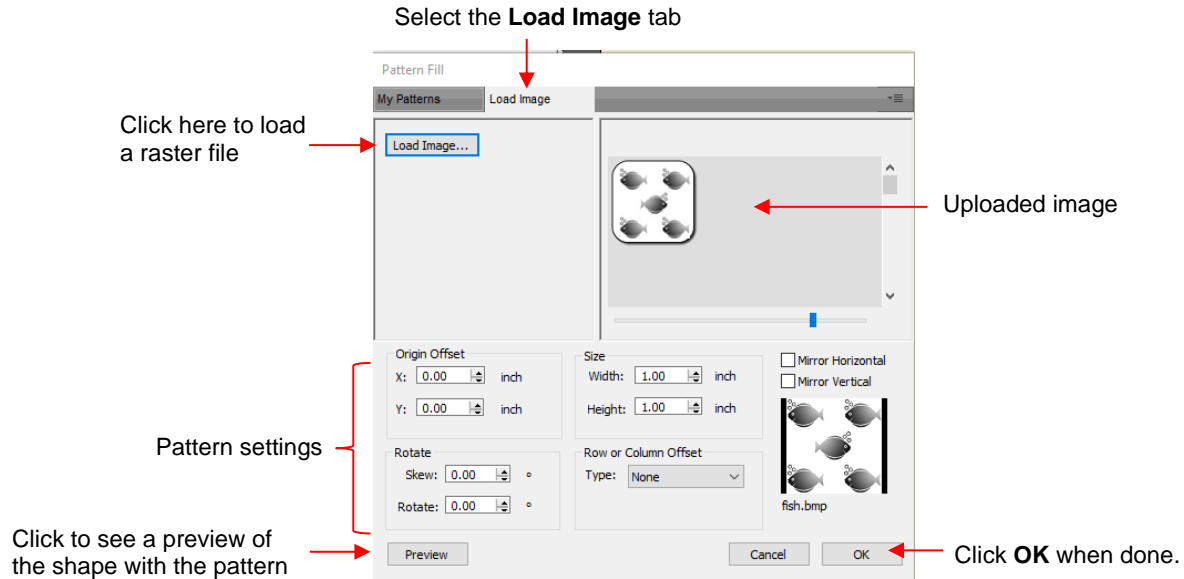 Select the Load Image tab
Pattern Fill
My Patterns
Load Image
Click here to load
a raster file
Load Image...
Uploaded image
Origin Offset
X: 0.00 inch
Y: 0.00 inch
Size
Width: 1.00 inch
Height: 1.00 inch
Mirror Horizontal
Mirror Vertical
Pattern settings
Rotate
Skew: 0.00 °
Rotate: 0.00 °
Row or Column Offset
Type: None
fish.bmp
Click to see a preview of
the shape with the pattern
Preview
Cancel
OK
Click OK when done.